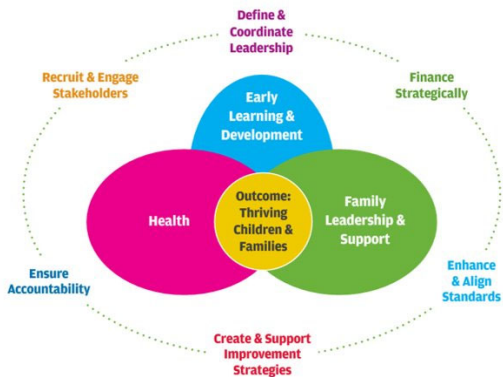 Define &
Coordinate
Leadership
Recruit & Engage
Stakeholders
Finance
Strategically
Early
Learning &
Development
Health
Outcome:
Thriving
Children &
Families
Family
Leadership &
Support
Ensure
Accountability
Enhance
& Align
Standards
Create & Support
Improvement
Strategies